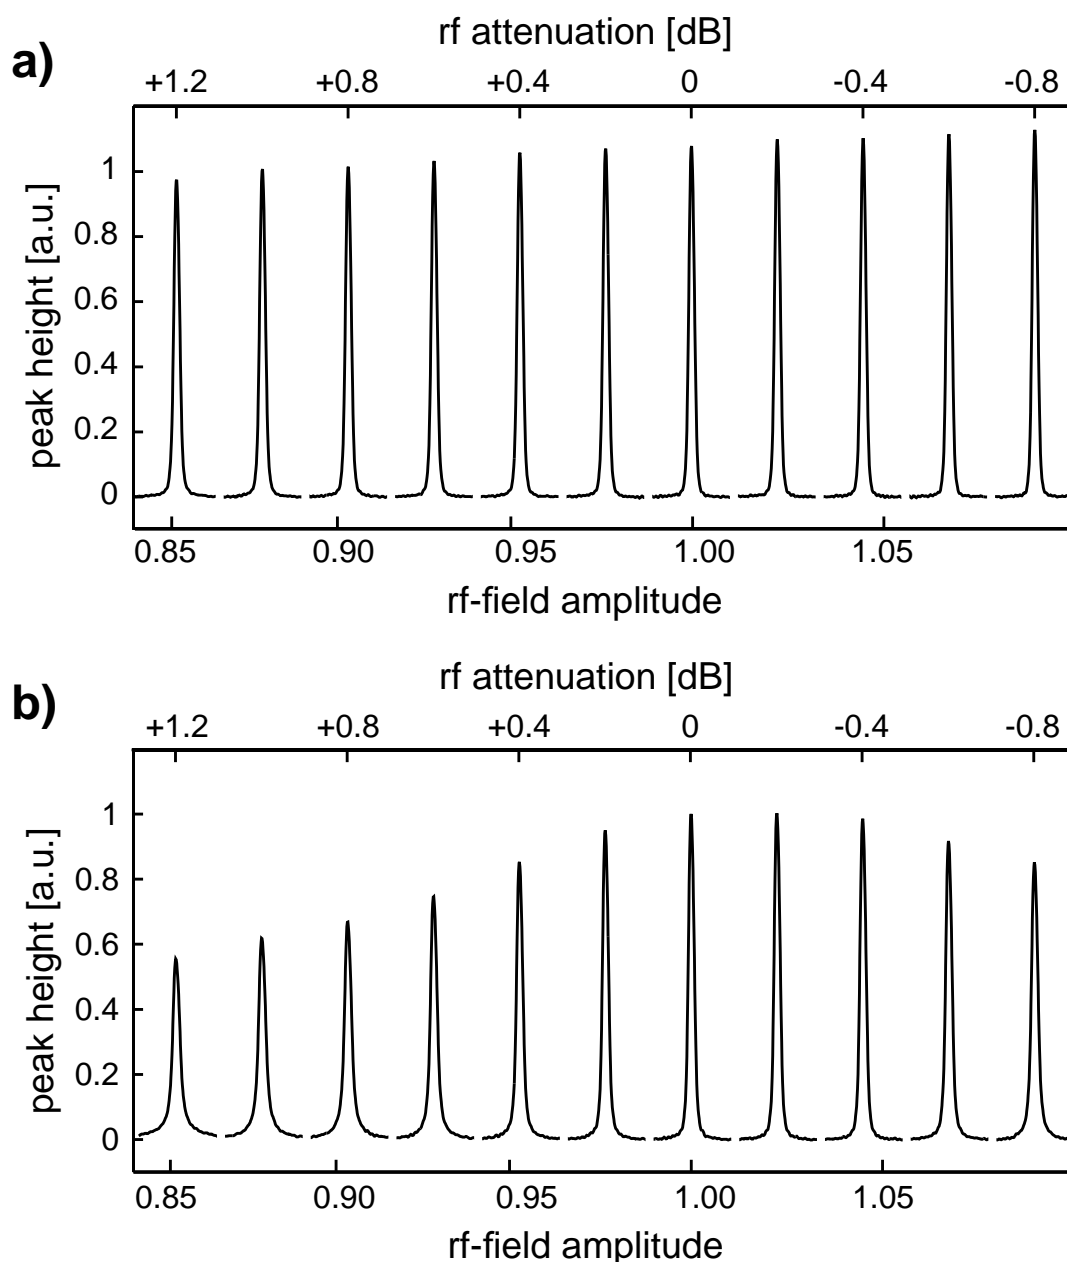 rf attenuation [dB]
a)
+1.2 +0.8 +0.4 0 -0.4 -0.8
1
0.8
0.6
0.4
0.2
0
peak height [a.u.]
0.85 0.90 0.95 1.00 1.05
rf-field amplitude
rf attenuation [dB]
b)
+1.2 +0.8 +0.4 0 -0.4 -0.8
1
0.8
0.6
0.4
0.2
0
peak height [a.u.]
0.85 0.90 0.95 1.00 1.05
rf-field amplitude